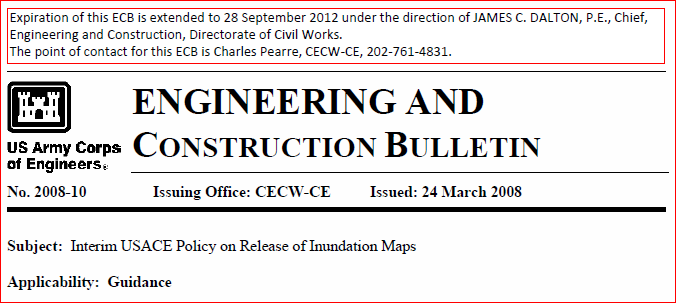 Expiration of this ECB is extended to 28 September 2012 under the direction of JAMES C. DALTON, P.E., Chief,
Engineering and Construction, Directorate of Civil Works.
The point of contact for this ECB is Charles Pearre, CECW-CE, 202-761-4831.
ENGINEERING AND
CONSTRUCTION BULLETIN
US Army Corps
of Engineers®
No. 2008-10 Issuing Office: CECW-CE Issued: 24 March 2008
Subject: Interim USACE Policy on Release of Inundation Maps
Applicability: Guidance